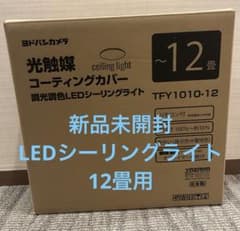 ヨドバシカメラ
光触媒
ceiling light
コーティングカバー
調光調色LEDシーリングライト
～12畳
TFY1010-12
新品未開封
LEDシーリングライト
12畳用